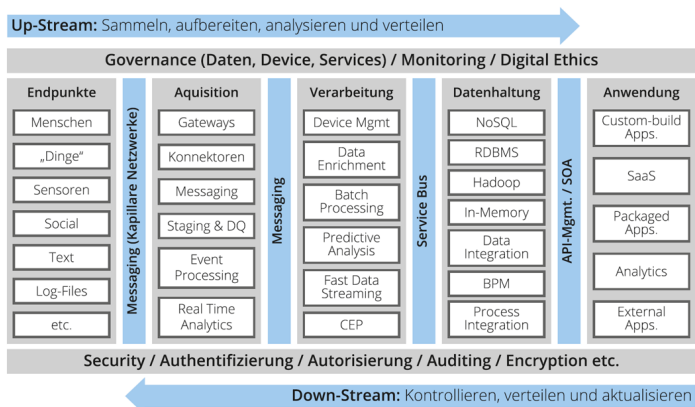 Up-Stream: Sammeln, aufbereiten, analysieren und verteilen
Governance (Daten, Device, Services) / Monitoring / Digital Ethics
Endpunkte
Menschen
„Dinge“
Sensoren
Social
Text
Log-Files
etc.
Messaging (Kapillare Netzwerke)
Aquisition
Gateways
Konnektoren
Messaging
Staging & DQ
Event
Processing
Real Time
Analytics
Messaging
Verarbeitung
Device Mgmt
Data
Enrichment
Batch
Processing
Predictive
Analysis
Fast Data
Streaming
CEP
Service Bus
Datenhaltung
NoSQL
RDBMS
Hadoop
In-Memory
Data
Integration
BPM
Process
Integration
API-Mgmt. / SOA
Anwendung
Custom-build
Apps.
SaaS
Packaged
Apps.
Analytics
External
Apps.
Security / Authentifizierung / Autorisierung / Auditing / Encryption etc.
Down-Stream: Kontrollieren, verteilen und aktualisieren